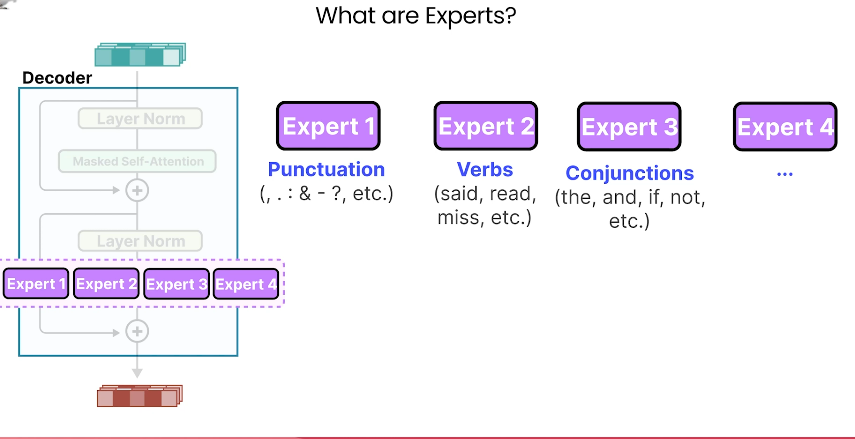 What are Experts?
Decoder
Layer Norm
Masked Self-Attention
Layer Norm
Expert 1 Expert 2 Expert 3 Expert 4
Expert 1
Punctuation
(, . : & - ?, etc.)
Expert 2
Verbs
(said, read,
miss, etc.)
Expert 3
Conjunctions
(the, and, if, not,
etc.)
Expert 4
...